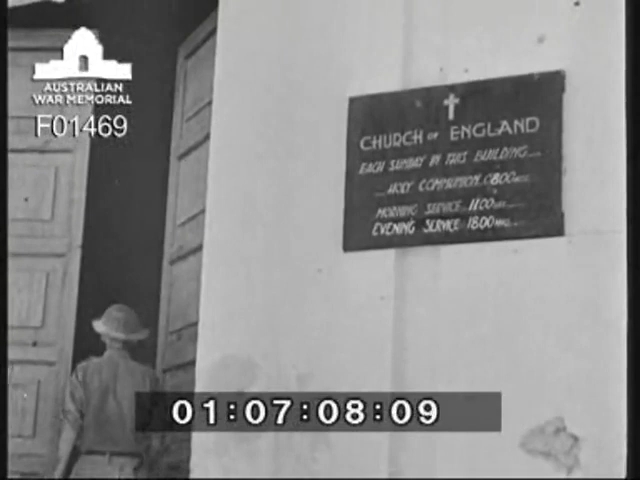 AUSTRALIAN
WAR MEMORIAL
F01469
CHURCH OF ENGLAND
EACH SUNDAY IN THIS BUILDING
HOLY COMMUNION 0800
MORNING SERVICE 1100
EVENING SERVICE 1800
01:07:08:09